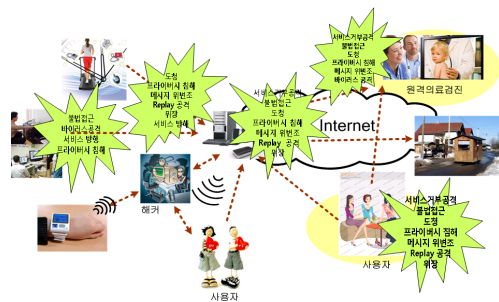 서비스거부공격
불법접근
도청
프라이버시 침해
메시지 위변조
바이러스 공격
원격의료검진
도청
프라이버시 침해
메시지 위변조
Replay 공격
위장
서비스 방해
서비스거부공격
불법접근
도청
프라이버시 침해
메시지 위변조
Replay 공격
위장
Internet
불법접근
바이러스공격
서비스 방해
프라이버시 침해
해커
사용자
서비스거부공격
불법접근
도청
프라이버시 침해
메시지 위변조
Replay 공격
위장
사용자